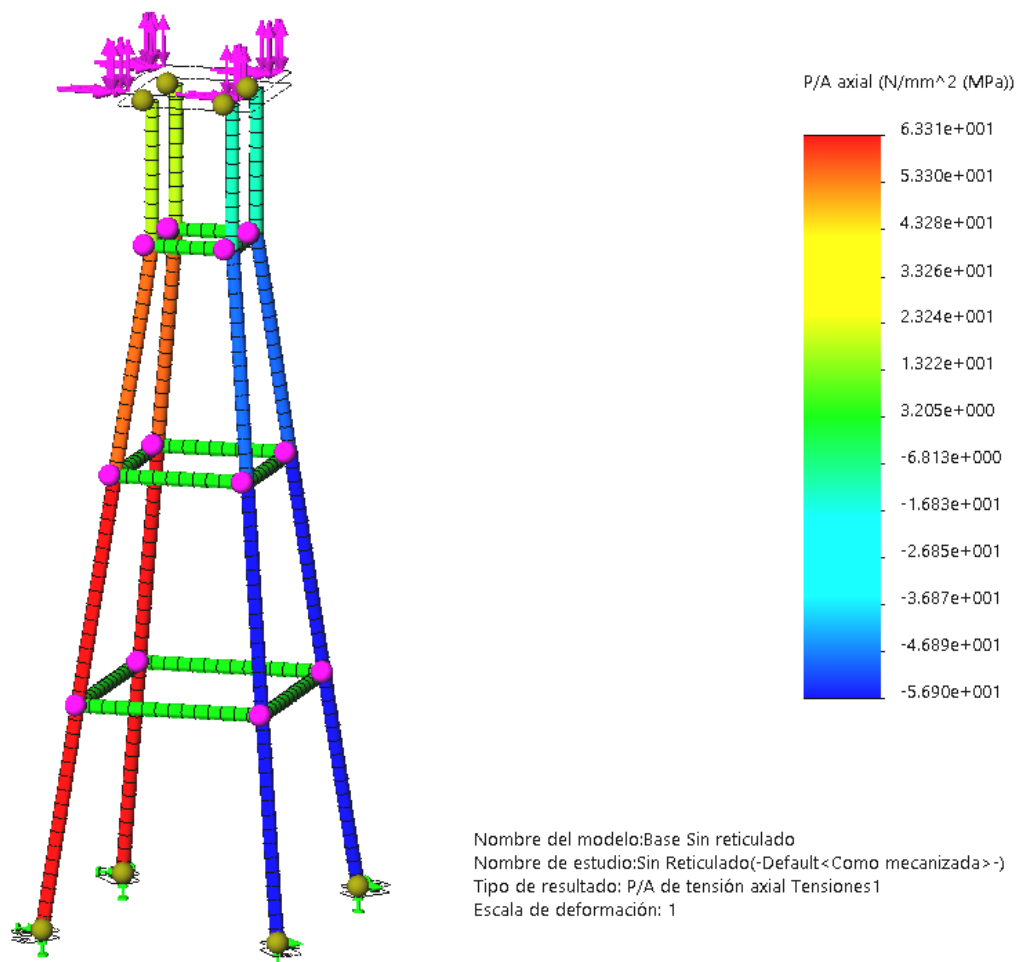 P/A axial (N/mm^2 (MPa))
6.331e+001
5.330e+001
4.328e+001
3.326e+001
2.324e+001
1.322e+001
3.205e+000
-6.813e+000
-1.683e+001
-2.685e+001
-3.687e+001
-4.689e+001
-5.690e+001
Nombre del modelo:Base Sin reticulado
Nombre de estudio:Sin Reticulado(-Default<Como mecanizada>-)
Tipo de resultado: P/A de tensión axial Tensiones1
Escala de deformación: 1